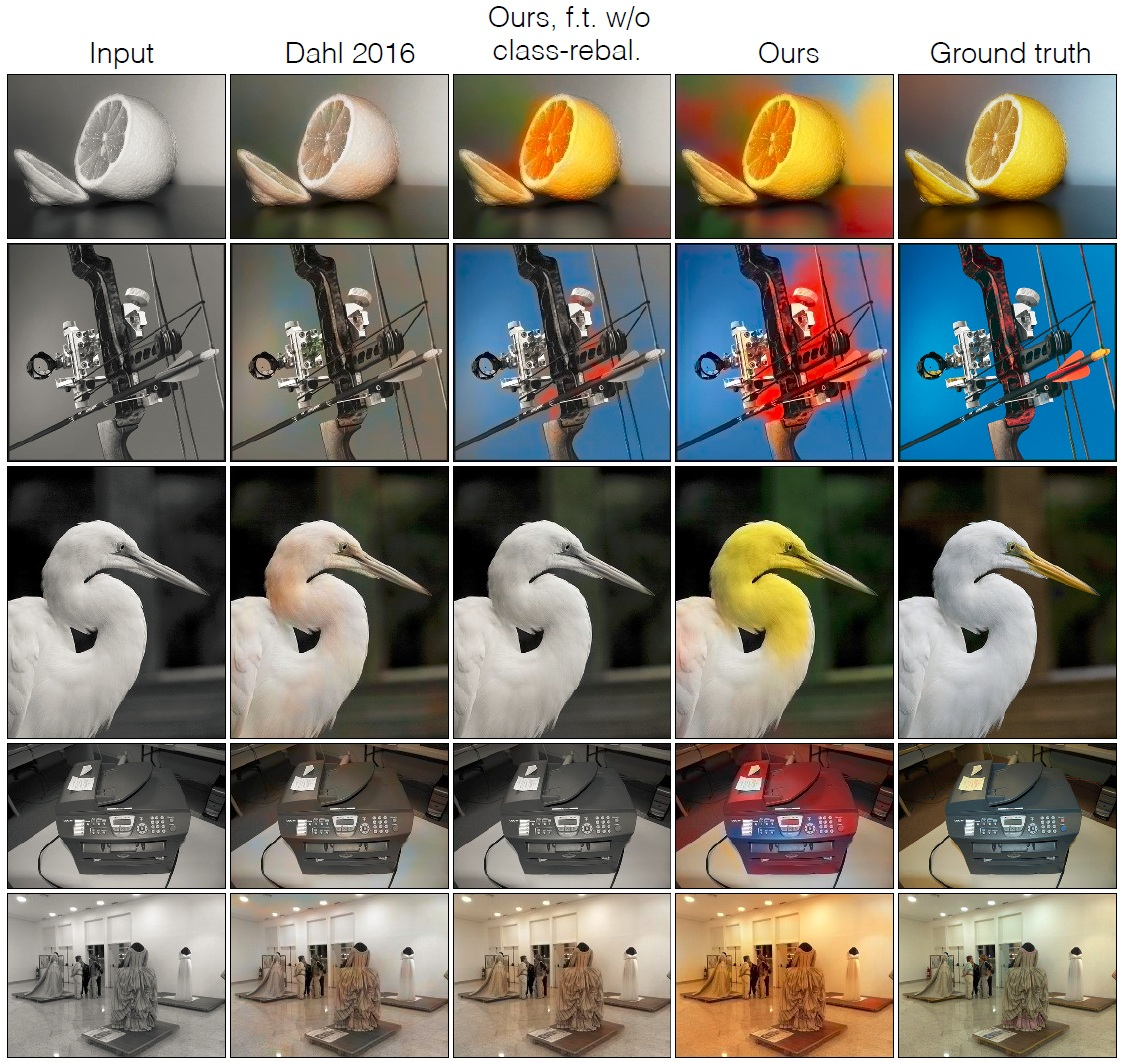 Input
Dahl 2016
Ours, f.t. w/o
class-rebal.
Ours
Ground truth